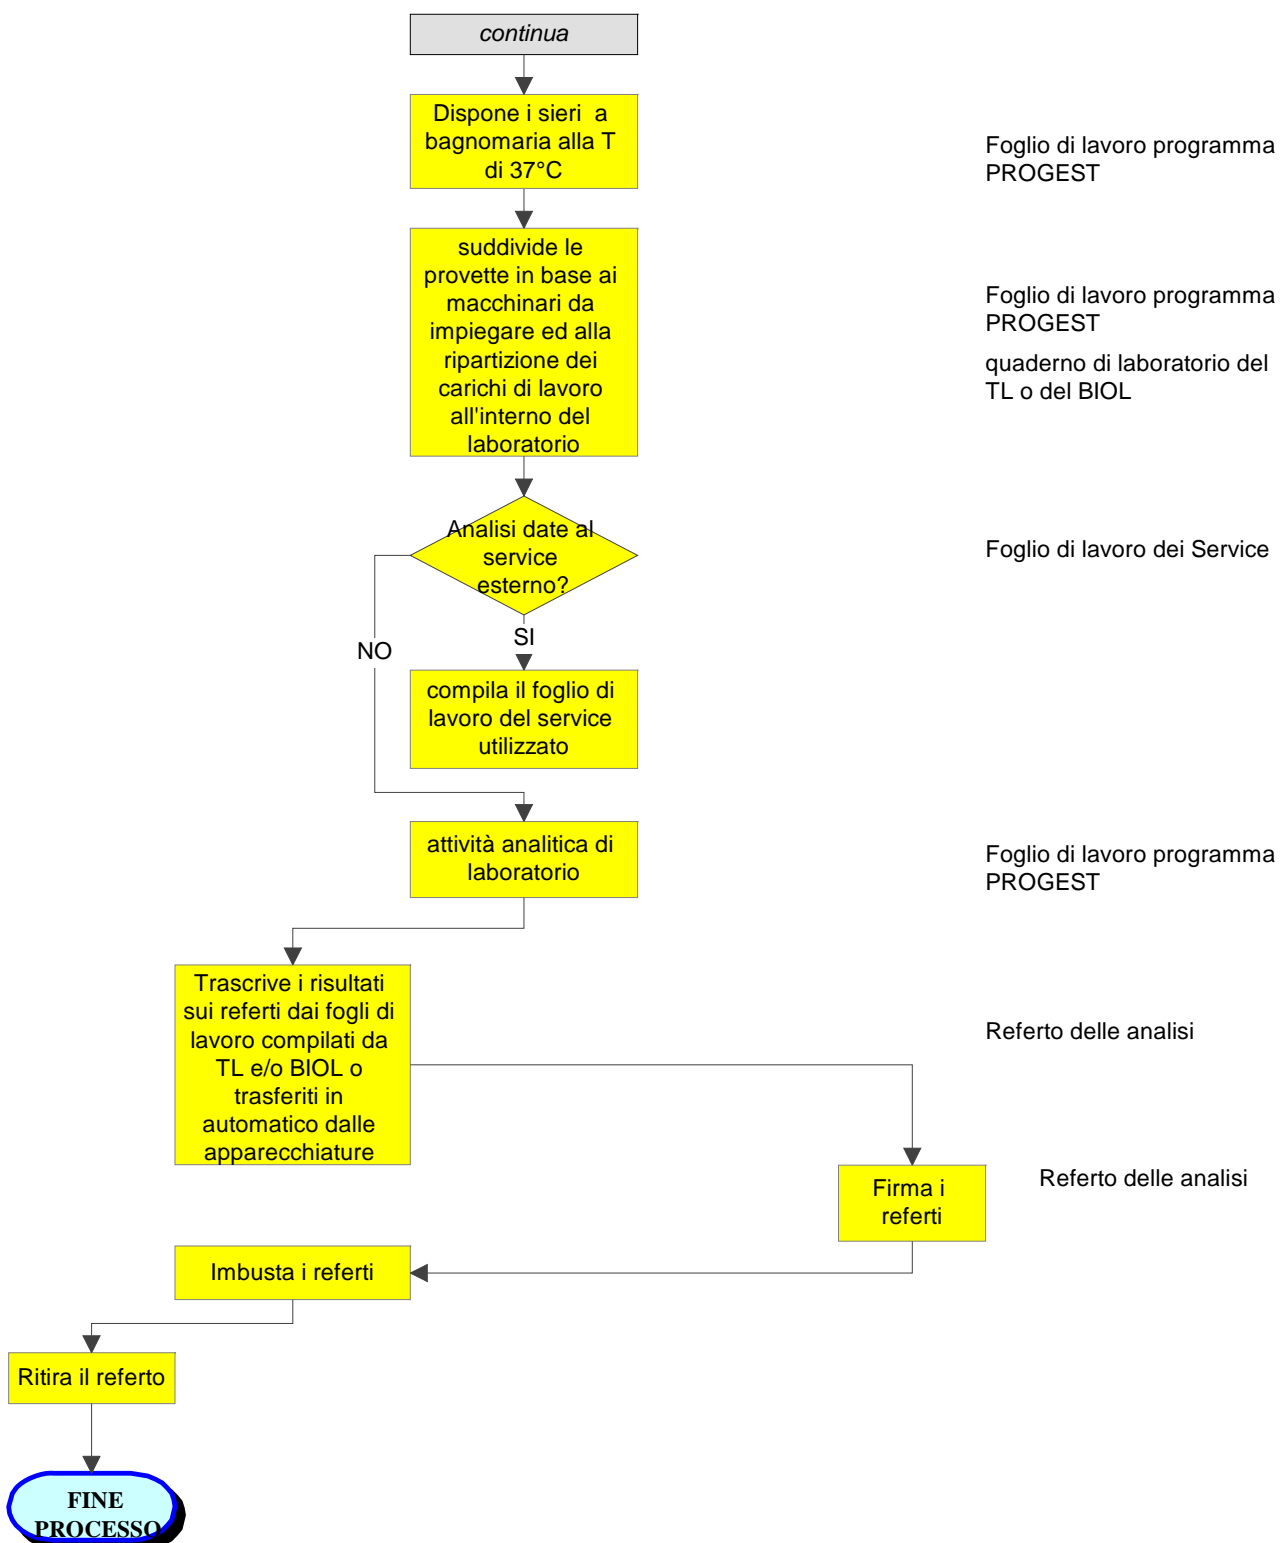 continua
Dispone i sieri  a
bagnomaria alla T
di 37°C
Foglio di lavoro programma
PROGEST
suddivide le
provette in base ai
macchinari da
impiegare ed alla
ripartizione dei
carichi di lavoro
all'interno del
laboratorio
Foglio di lavoro programma
PROGEST
quaderno di laboratorio del
TL o del BIOL
Analisi date al
service
esterno?
Foglio di lavoro dei Service
SI
NO
compila il foglio di
lavoro del service
utilizzato
attività analitica di
laboratorio
Foglio di lavoro programma
PROGEST
Trascrive i risultati
sui referti dai fogli di
lavoro compilati da
TL e/o BIOL o
trasferiti in
automatico dalle
apparecchiature
Referto delle analisi
Firma i
referti
Referto delle analisi
Imbusta i referti
Ritira il referto
FINE
PROCESSO